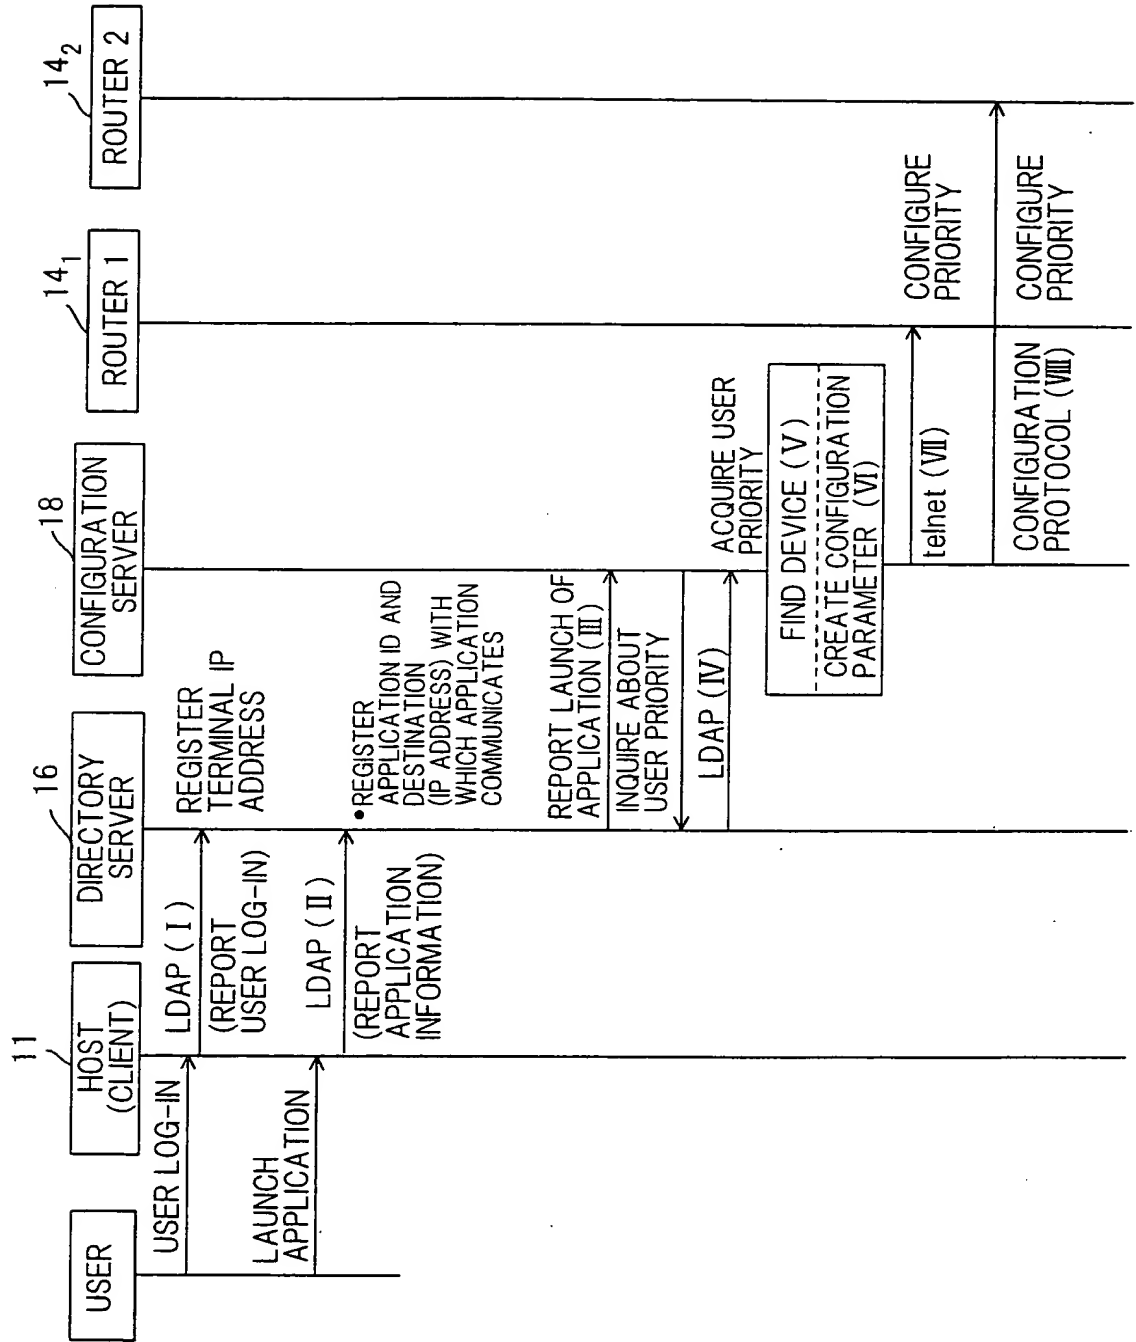 USER
11
HOST
(CLIENT)
16
DIRECTORY
SERVER
18
CONFIGURATION
SERVER
14₁
ROUTER 1
14₂
ROUTER 2
USER LOG-IN
LDAP (Ⅰ)
(REPORT
USER LOG-IN)
REGISTER
TERMINAL IP
ADDRESS
LAUNCH
APPLICATION
LDAP (Ⅱ)
(REPORT
APPLICATION
INFORMATION)
• REGISTER
APPLICATION ID AND
DESTINATION
(IP ADDRESS) WITH
WHICH APPLICATION
COMMUNICATES
REPORT LAUNCH OF
APPLICATION (Ⅲ)
INQUIRE ABOUT
USER PRIORITY
LDAP (Ⅳ)
ACQUIRE USER
PRIORITY
FIND DEVICE (Ⅴ)
CREATE CONFIGURATION
PARAMETER (Ⅵ)
telnet (Ⅶ)
CONFIGURE
PRIORITY
CONFIGURATION
PROTOCOL (Ⅷ)
CONFIGURE
PRIORITY